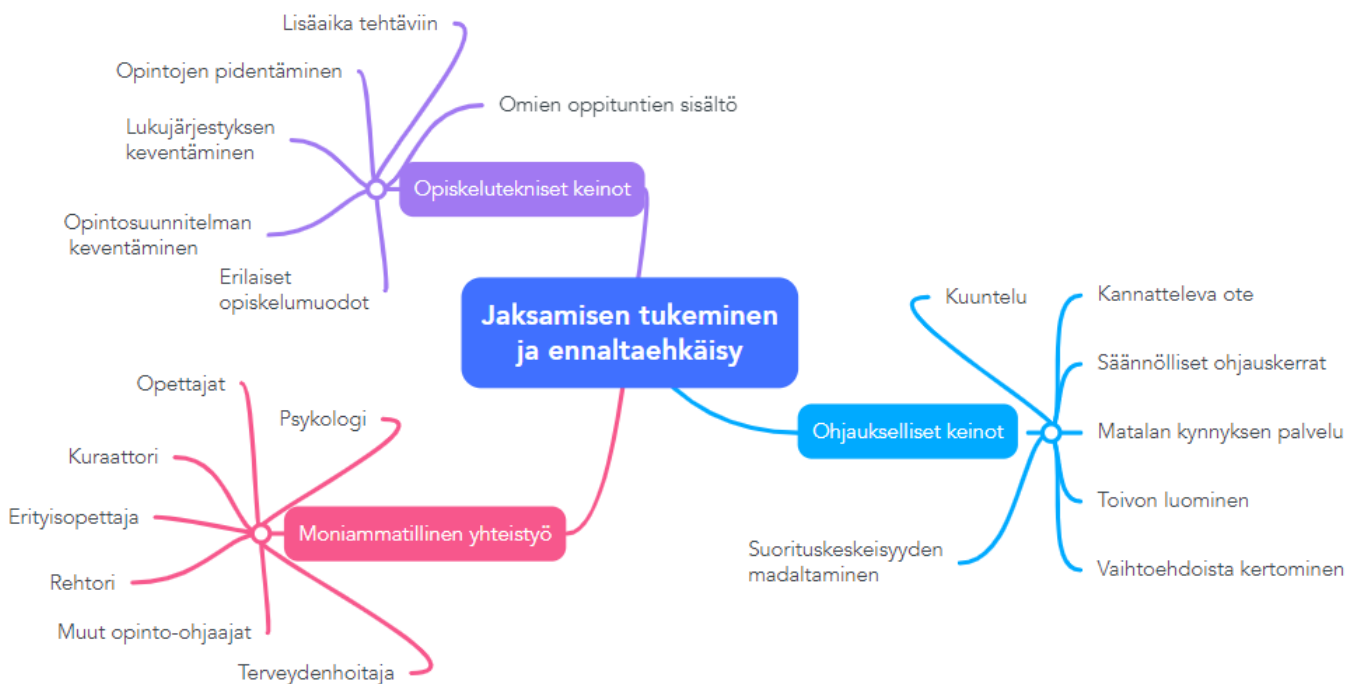 Lisäaika tehtäviin
Opintojen pidentäminen
Omien oppituntien sisältö
Lukujärjestyksen
keventäminen
Opiskelutekniset keinot
Opintosuunnitelman
keventäminen
Erilaiset
opiskelumuodot
Jaksamisen tukeminen
ja ennaltaehkäisy
Kuuntelu
Kannatteleva ote
Säännölliset ohjauskerrat
Ohjaukselliset keinot
Matalan kynnyksen palvelu
Toivon luominen
Suorituskeskeisyyden
madaltaminen
Vaihtoehdoista kertominen
Opettajat
Psykologi
Kuraattori
Erityisopettaja
Moniammatillinen yhteistyö
Rehtori
Muut opinto-ohjaajat
Terveydenhoitaja